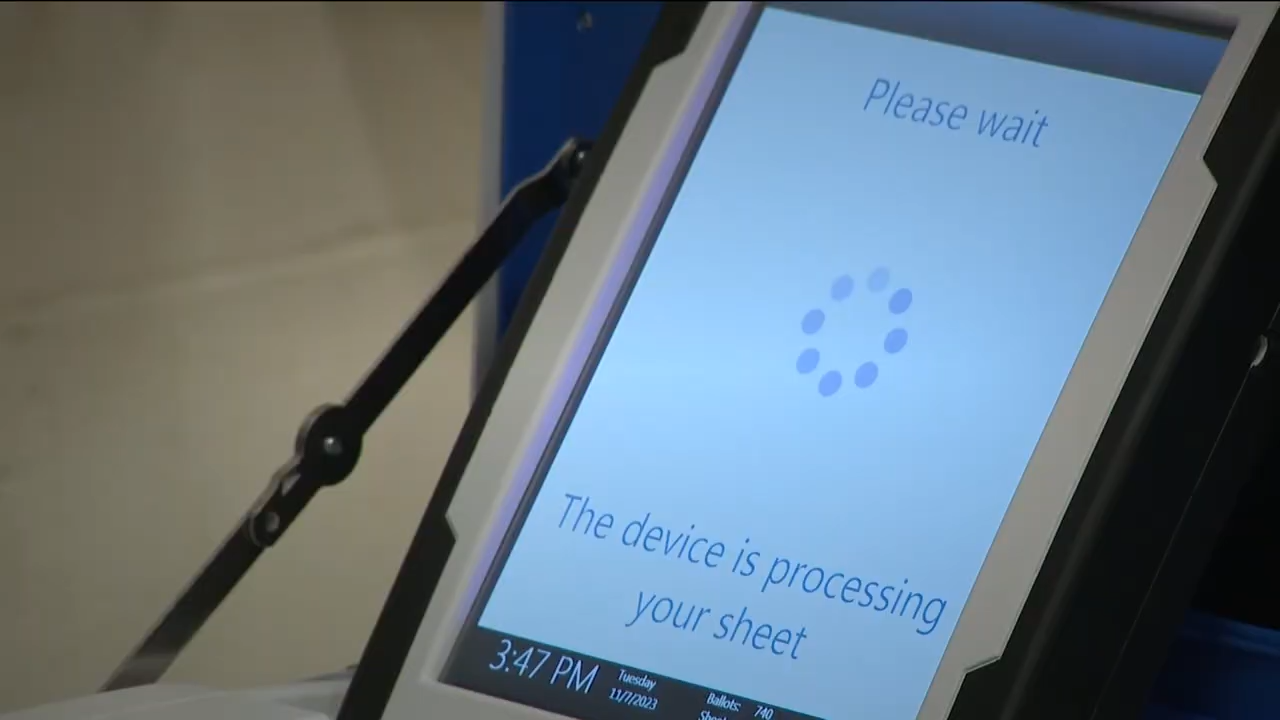 Please wait
The device is processing
your sheet
3:47 PM
Tuesday
11/7/2023
Ballots: 740